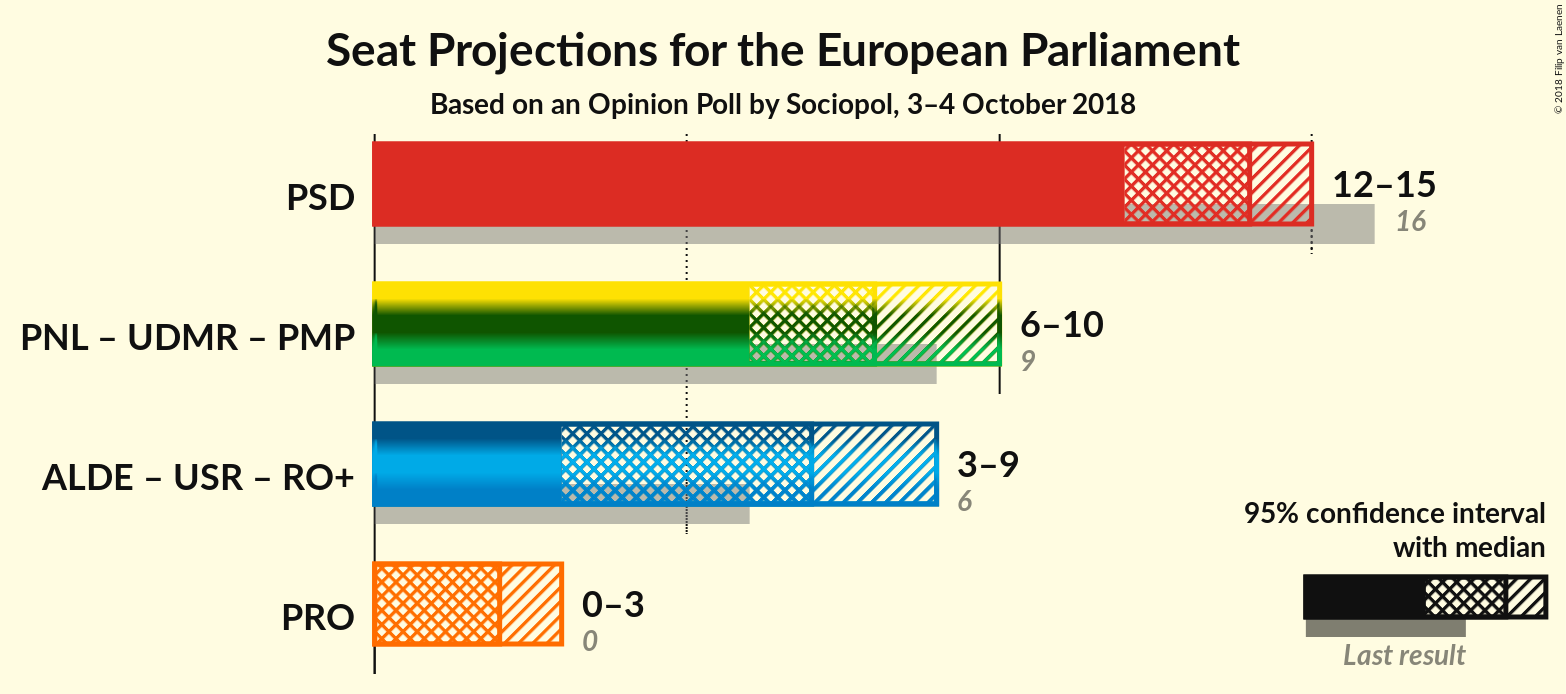 Seat Projections for the European Parliament
Based on an Opinion Poll by Sociopol, 3–4 October 2018
© 2018 Filip van Laenen
PSD
12–15
16
PNL – UDMR – PMP
6–10
9
ALDE – USR – RO+
3–9
6
PRO
0–3
0
95% confidence interval
with median
Last result